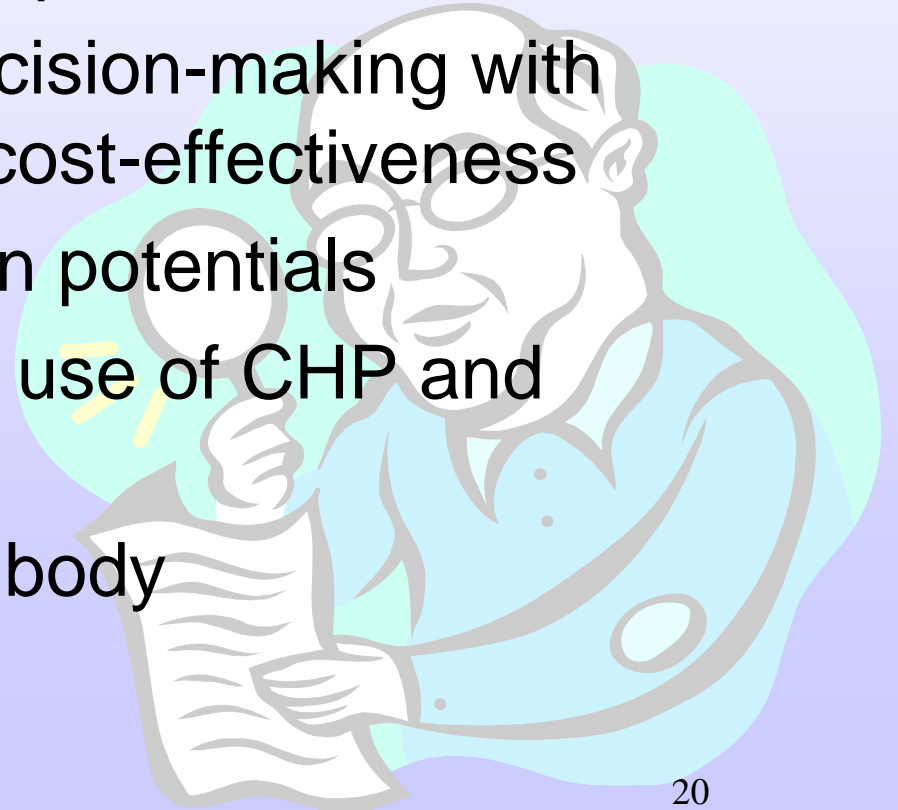 cision-making with
cost-effectiveness
n potentials
use of CHP and
body
20